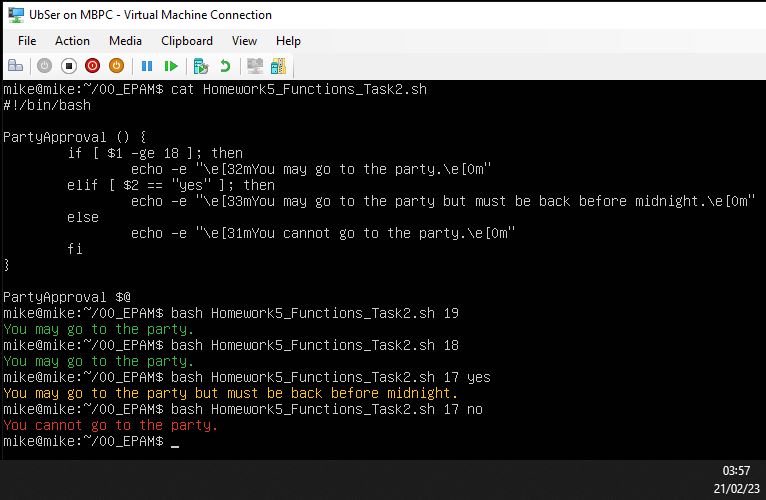 UbSer on MBPC - Virtual Machine Connection
File Action Media Clipboard View Help
mike@mike:~/00_EPAM$ cat Homework5_Functions_Task2.sh
#!/bin/bash
PartyApproval () {
        if [ $1 -ge 18 ]; then
                echo -e "\e[32mYou may go to the party.\e[0m"
        elif [ $2 == "yes" ]; then
                echo -e "\e[33mYou may go to the party but must be back before midnight.\e[0m"
        else
                echo -e "\e[31mYou cannot go to the party.\e[0m"
        fi
}
PartyApproval $@
mike@mike:~/00_EPAM$ bash Homework5_Functions_Task2.sh 19
You may go to the party.
mike@mike:~/00_EPAM$ bash Homework5_Functions_Task2.sh 18
You may go to the party.
mike@mike:~/00_EPAM$ bash Homework5_Functions_Task2.sh 17 yes
You may go to the party but must be back before midnight.
mike@mike:~/00_EPAM$ bash Homework5_Functions_Task2.sh 17 no
You cannot go to the party.
mike@mike:~/00_EPAM$ _
03:57
21/02/23